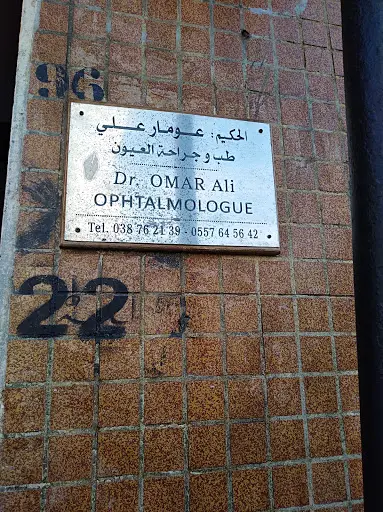 96
الحكيم: عومار علي
طب و جراحة العيون
Dr. OMAR Ali
OPHTALMOLOGUE
Tel. 038 76 21 39 - 0557 64 56 42
22